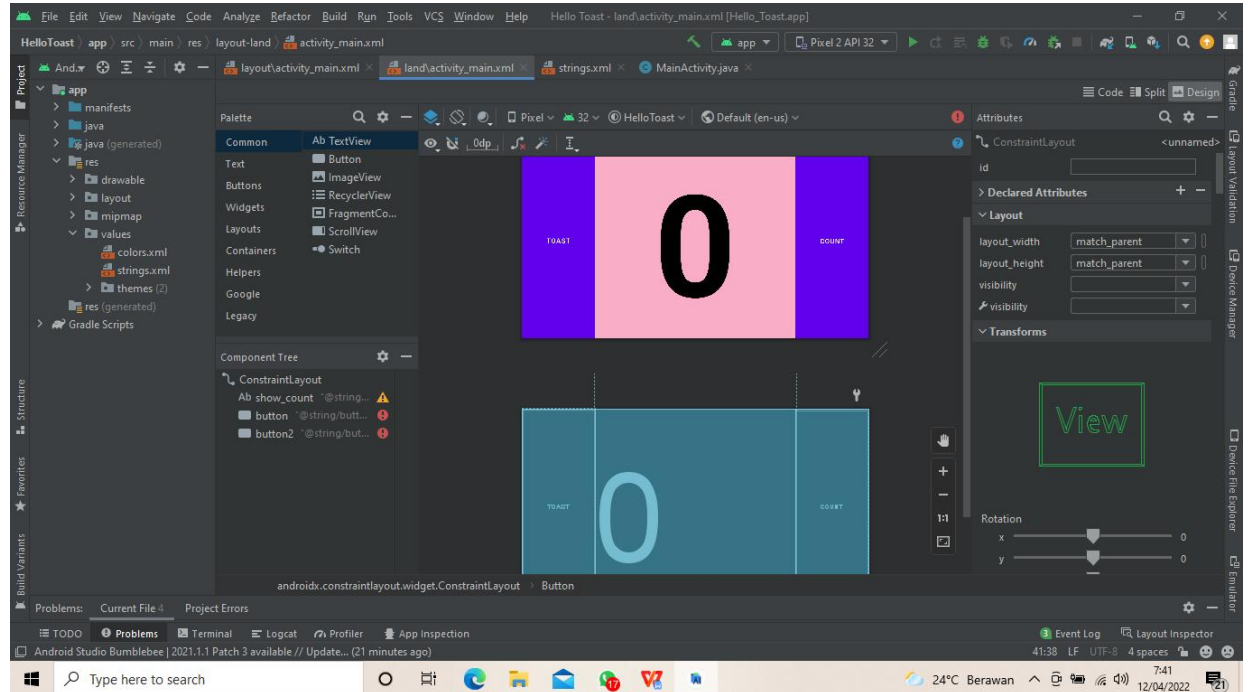 File Edit View Navigate Code Analyze Refactor Build Run Tools VCS Window Help Hello Toast - land\activity_main.xml [Hello_Toast.app]
HelloToast app src main res layout-land activity_main.xml app Pixel 2 API 32
And... layout\activity_main.xml land\activity_main.xml strings.xml MainActivity.java
Code Split Design
Project
Resource Manager
Structure
Favorites
Build Variants
app
manifests
java
java (generated)
res
drawable
layout
mipmap
values
colors.xml
strings.xml
themes (2)
res (generated)
Gradle Scripts
Palette
Common
Text
Buttons
Widgets
Layouts
Containers
Helpers
Google
Legacy
Ab TextView
Button
ImageView
RecyclerView
FragmentCo...
ScrollView
Switch
Component Tree
ConstraintLayout
Ab show_count "@string...
button "@string/butt...
button2 "@string/but...
Pixel 32 HelloToast Default (en-us)
0dp
TOAST 0 COUNT
TOAST 0 COUNT
1:1
Attributes
ConstraintLayout <unnamed>
id
Declared Attributes
Layout
layout_width match_parent
layout_height match_parent
visibility
visibility
Transforms
View
Rotation
x 0
y 0
Gradle
Layout Validation
Device Manager
Device File Explorer
Emulator
androidx.constraintlayout.widget.ConstraintLayout Button
Problems: Current File 4 Project Errors
TODO Problems Terminal Logcat Profiler App Inspection 3 Event Log Layout Inspector
Android Studio Bumblebee | 2021.1.1 Patch 3 available // Update... (21 minutes ago) 41:38 LF UTF-8 4 spaces
Type here to search 17 24°C Berawan 7:41
12/04/2022 21